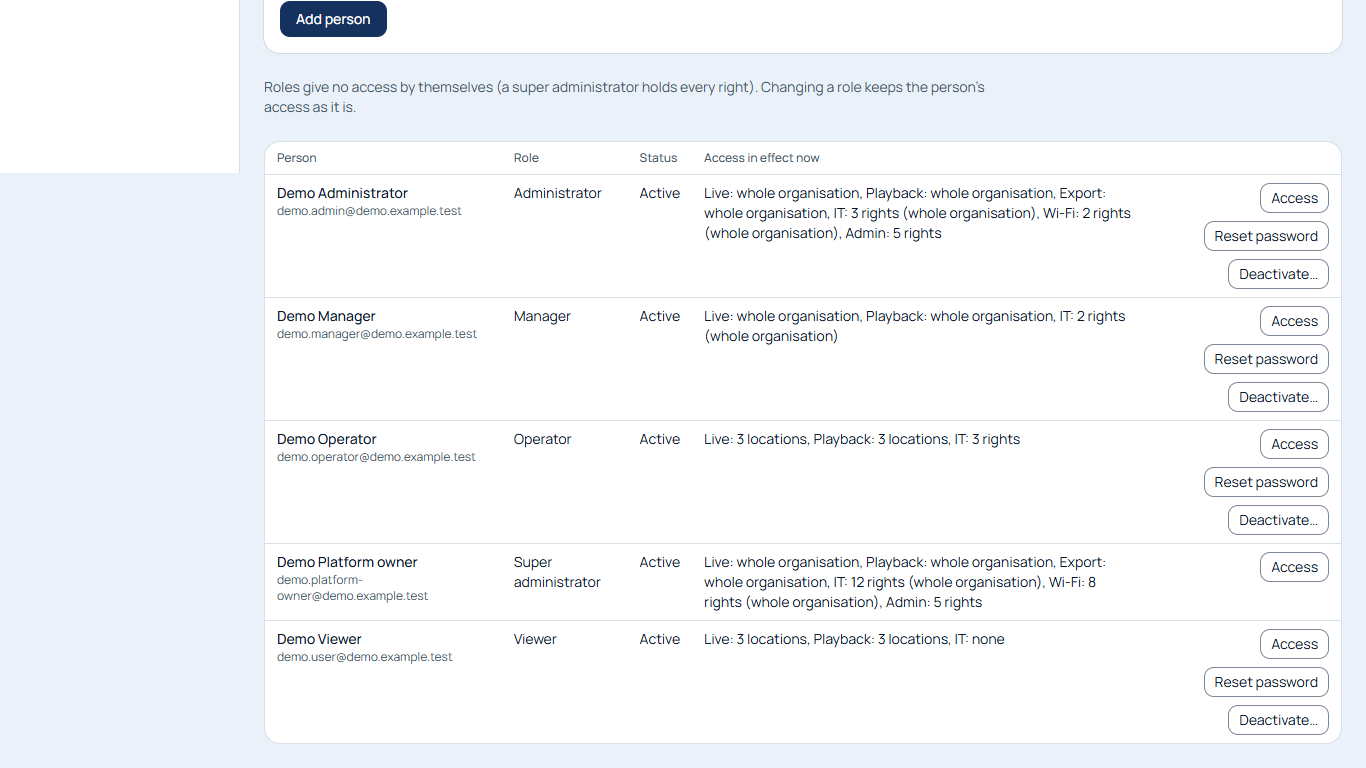 Add person
Roles give no access by themselves (a super administrator holds every right). Changing a role keeps the person's
access as it is.
Person Role Status Access in effect now
Demo Administrator Administrator Active Live: whole organisation, Playback: whole organisation, Export: Access
demo.admin@demo.example.test whole organisation, IT: 3 rights (whole organisation), Wi-Fi: 2 rights
(whole organisation), Admin: 5 rights Reset password
Deactivate...
Demo Manager Manager Active Live: whole organisation, Playback: whole organisation, IT: 2 rights Access
demo.manager@demo.example.test (whole organisation)
Reset password
Deactivate...
Demo Operator Operator Active Live: 3 locations, Playback: 3 locations, IT: 3 rights Access
demo.operator@demo.example.test
Reset password
Deactivate...
Demo Platform owner Super Active Live: whole organisation, Playback: whole organisation, Export: Access
demo.platform- administrator whole organisation, IT: 12 rights (whole organisation), Wi-Fi: 8
owner@demo.example.test rights (whole organisation), Admin: 5 rights
Demo Viewer Viewer Active Live: 3 locations, Playback: 3 locations, IT: none Access
demo.user@demo.example.test
Reset password
Deactivate...